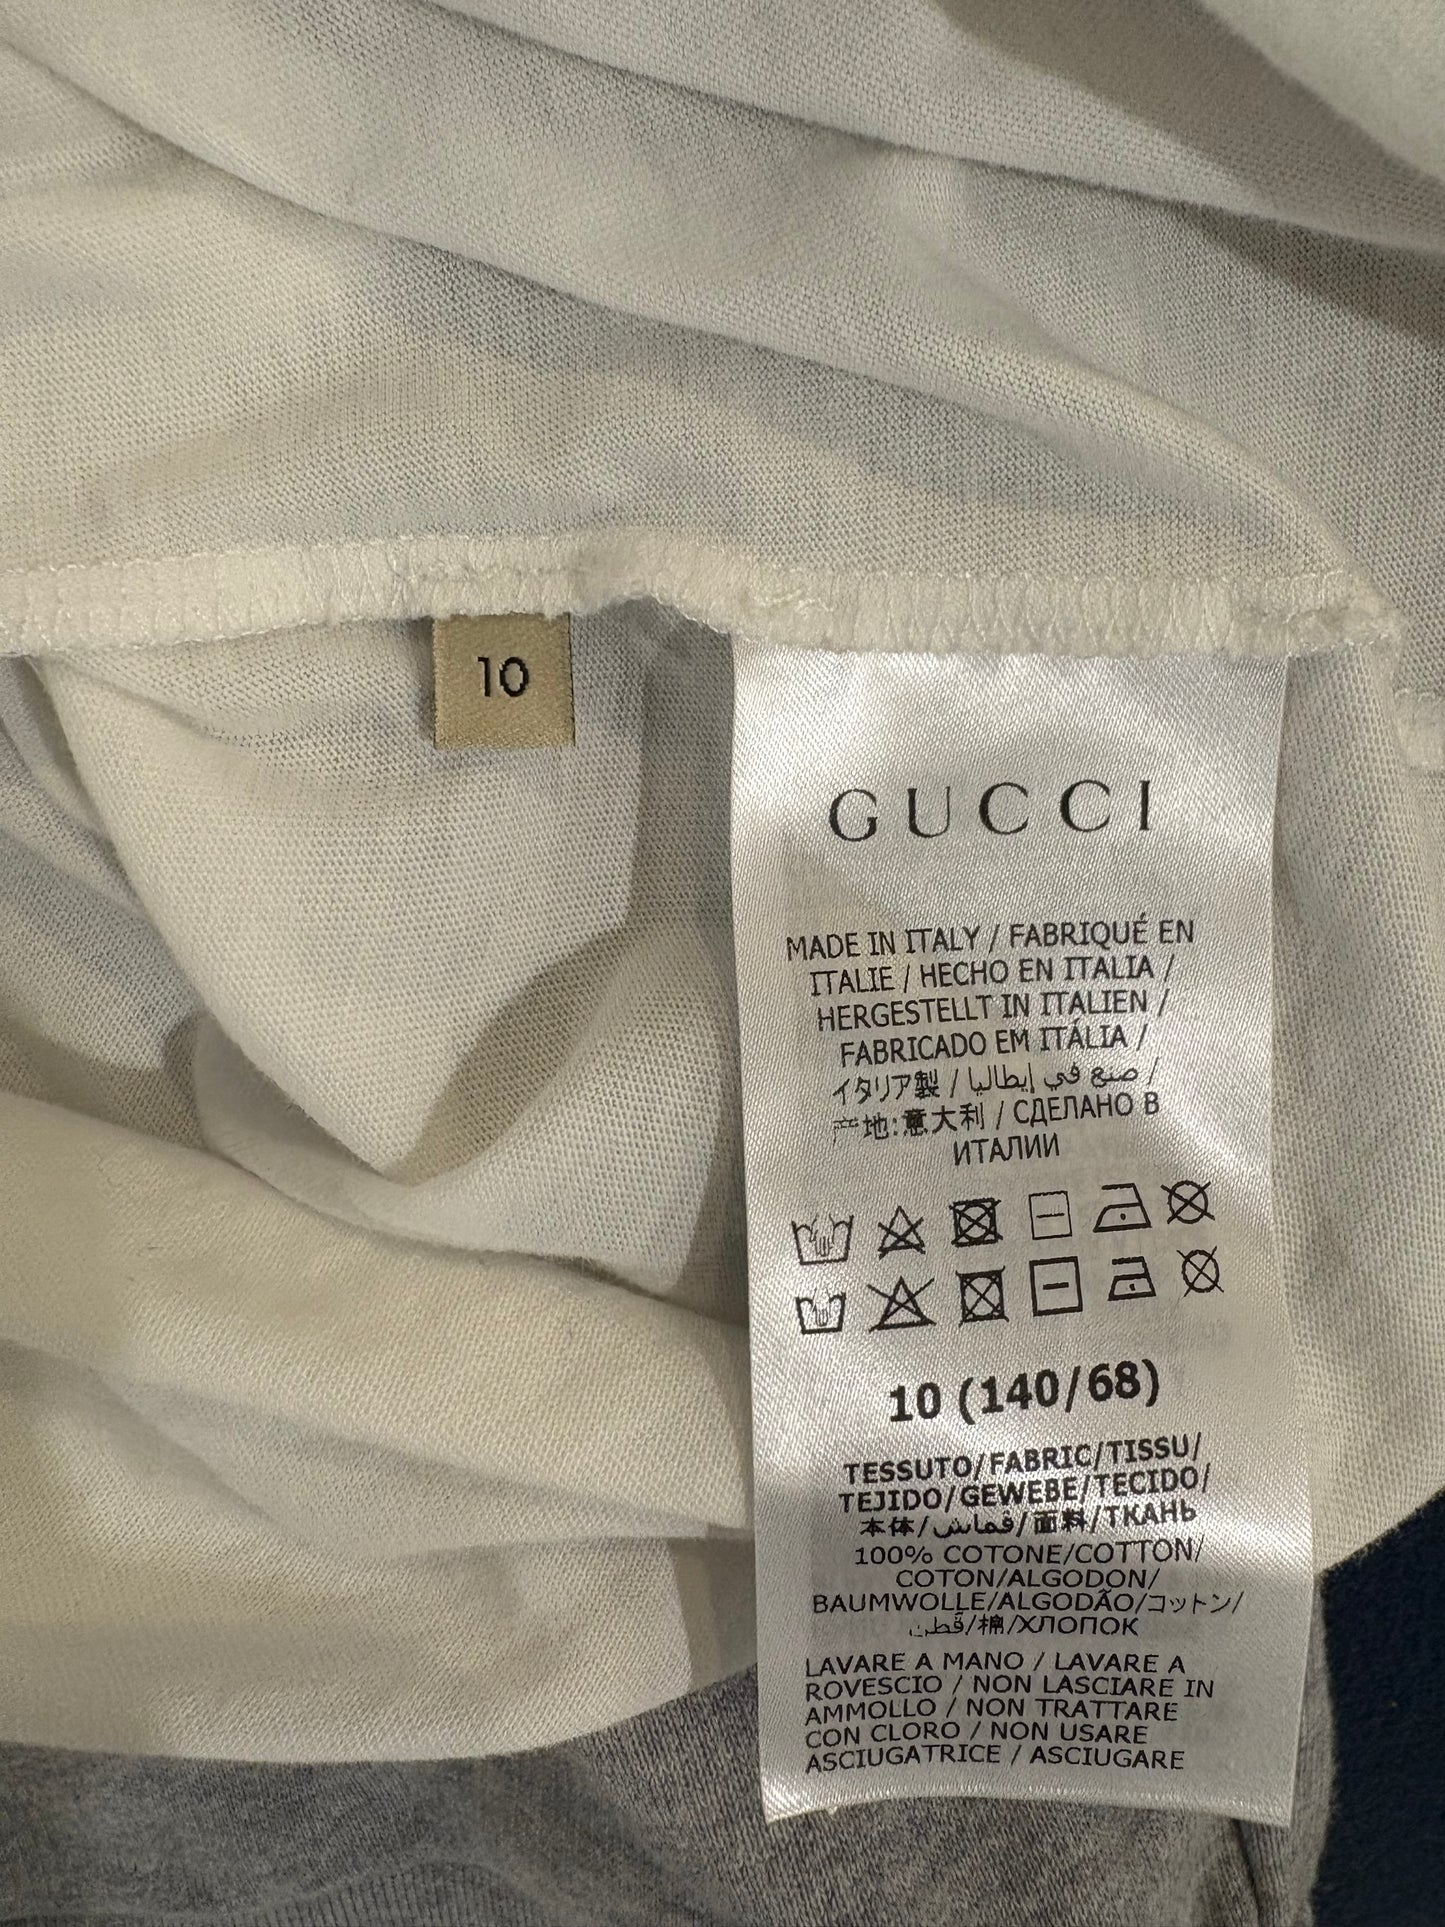 10
GUCCI
MADE IN ITALY / FABRIQUÉ EN
ITALIE / HECHO EN ITALIA /
HERGESTELLT IN ITALIEN /
FABRICADO EM ITÁLIA /
イタリア製 / صنع في إيطاليا /
产地:意大利 / СДЕЛАНО В
ИТАЛИИ
10 (140/68)
TESSUTO/FABRIC/TISSU/
TEJIDO/GEWEBE/TECIDO/
本体/قماش/面料/ТКАНЬ
100% COTONE/COTTON/
COTON/ALGODON/
BAUMWOLLE/ALGODÃO/コットン/
قطن/棉/ХЛОПОК
LAVARE A MANO / LAVARE A
ROVESCIO / NON LASCIARE IN
AMMOLLO / NON TRATTARE
CON CLORO / NON USARE
ASCIUGATRICE / ASCIUGARE